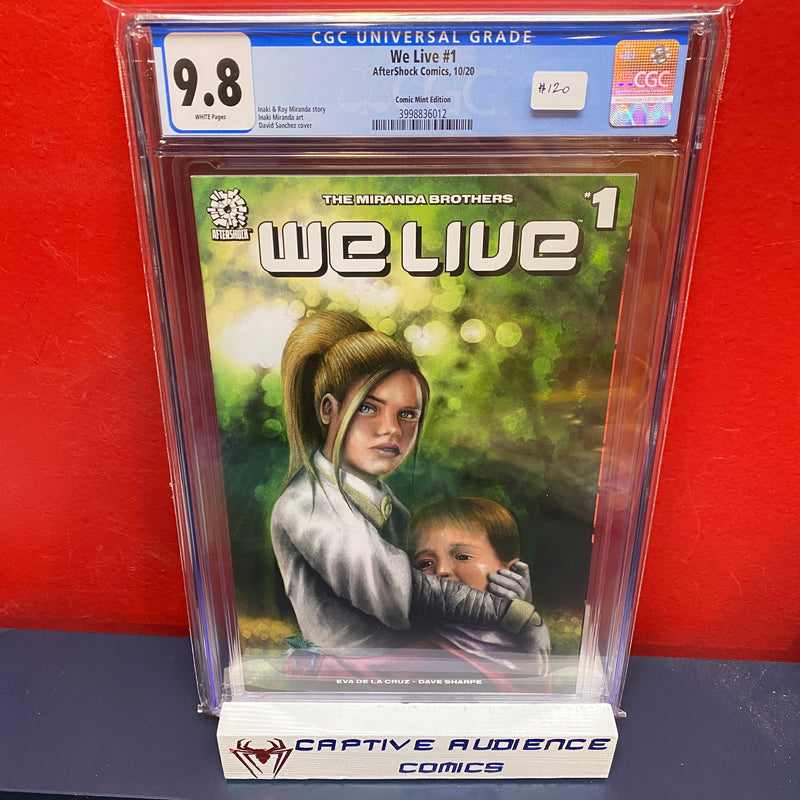 CGC UNIVERSAL GRADE
9.8
WHITE Pages
We Live #1
AfterShock Comics, 10/20
Comic Mint Edition
3998836012
Inaki & Roy Miranda story
Inaki Miranda art
David Sanchez cover
#120
CGC
AFTERSHOCK
THE MIRANDA BROTHERS
WE LIVE™
#1
EVA DE LA CRUZ • DAVE SHARPE
CAPTIVE AUDIENCE
COMICS